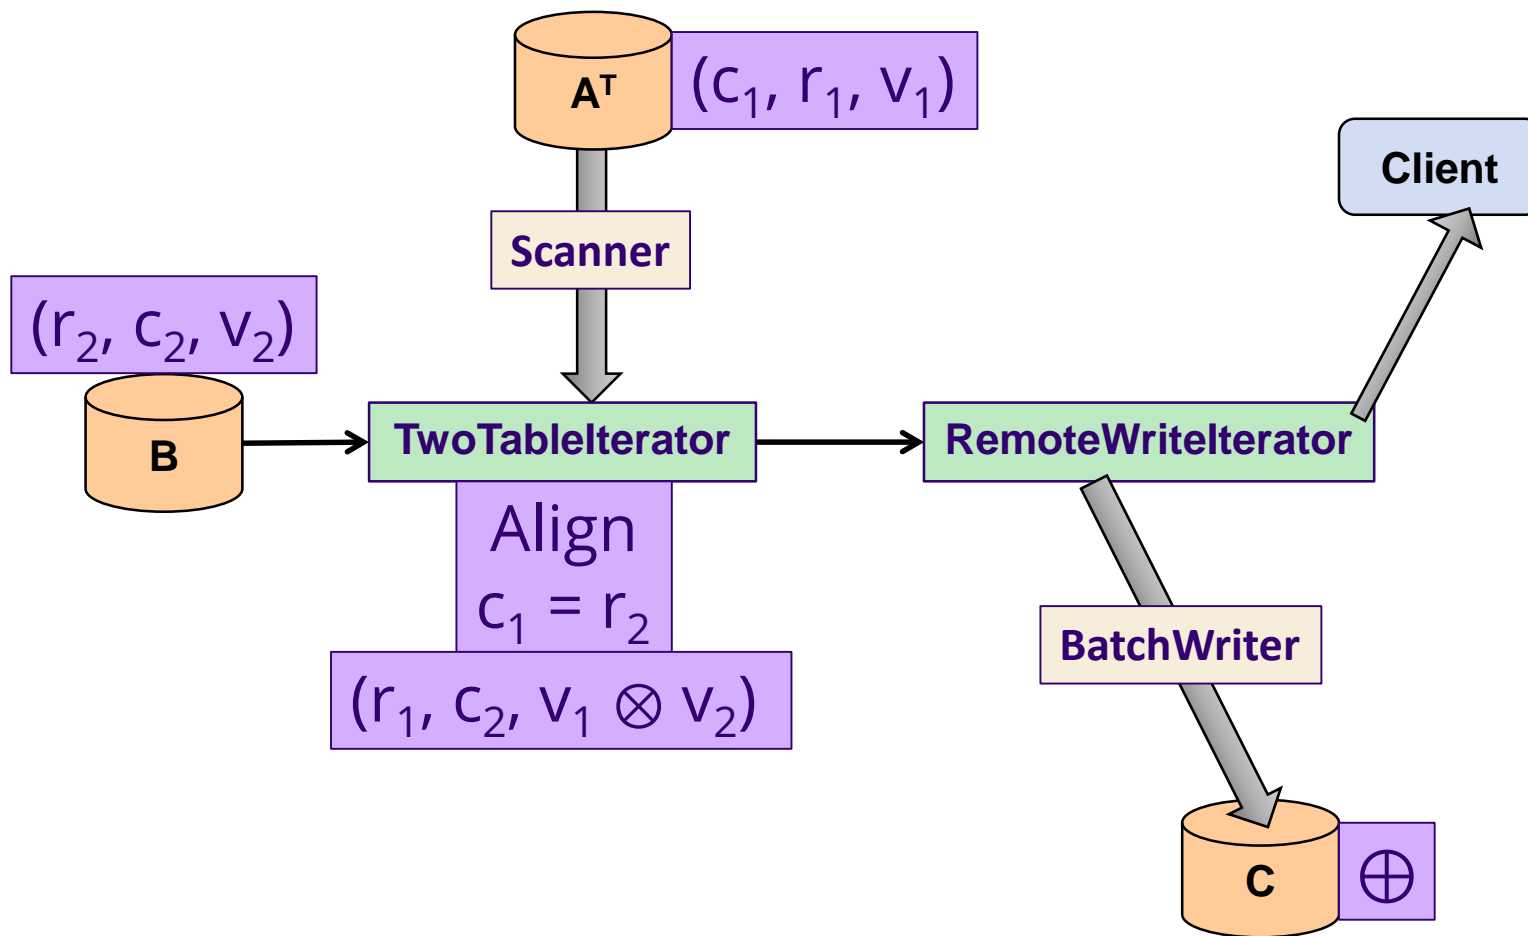 Aᵀ
(c₁, r₁, v₁)
Client
Scanner
(r₂, c₂, v₂)
B
TwoTableIterator
RemoteWriteIterator
Align
c₁ = r₂
(r₁, c₂, v₁ ⊗ v₂)
BatchWriter
C
⊕